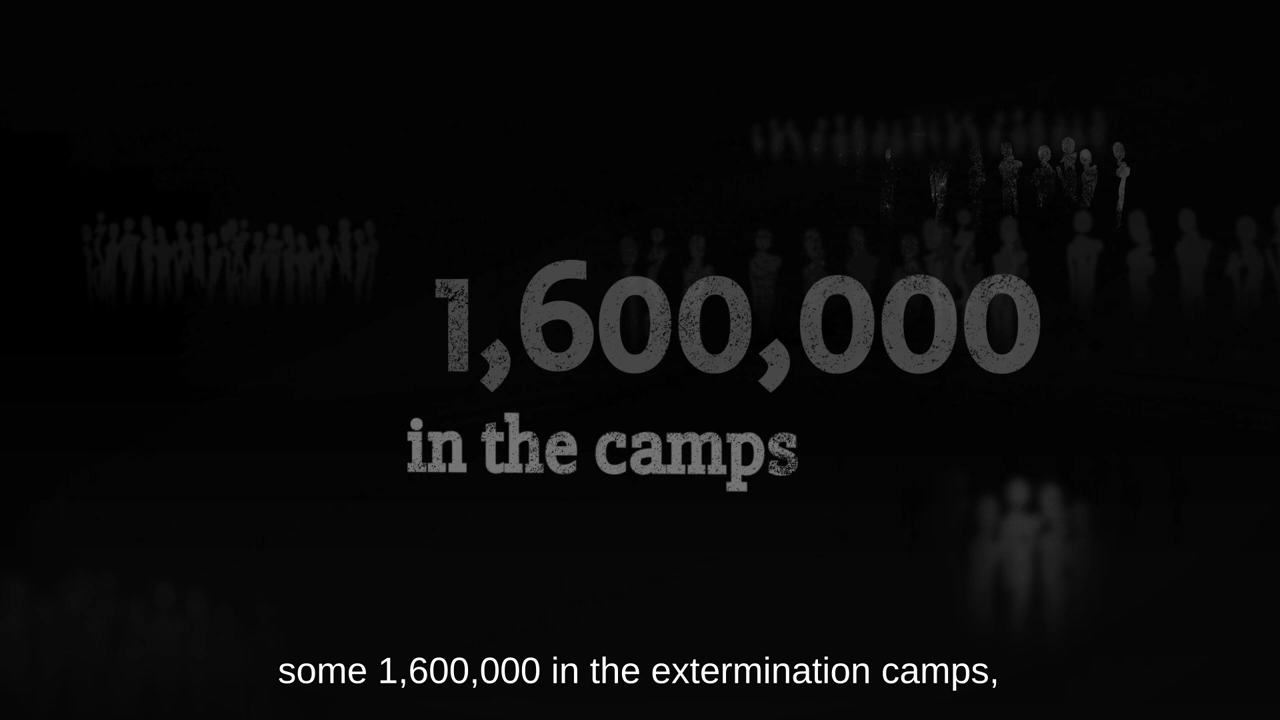 1,600,000
in the camps
some 1,600,000 in the extermination camps,